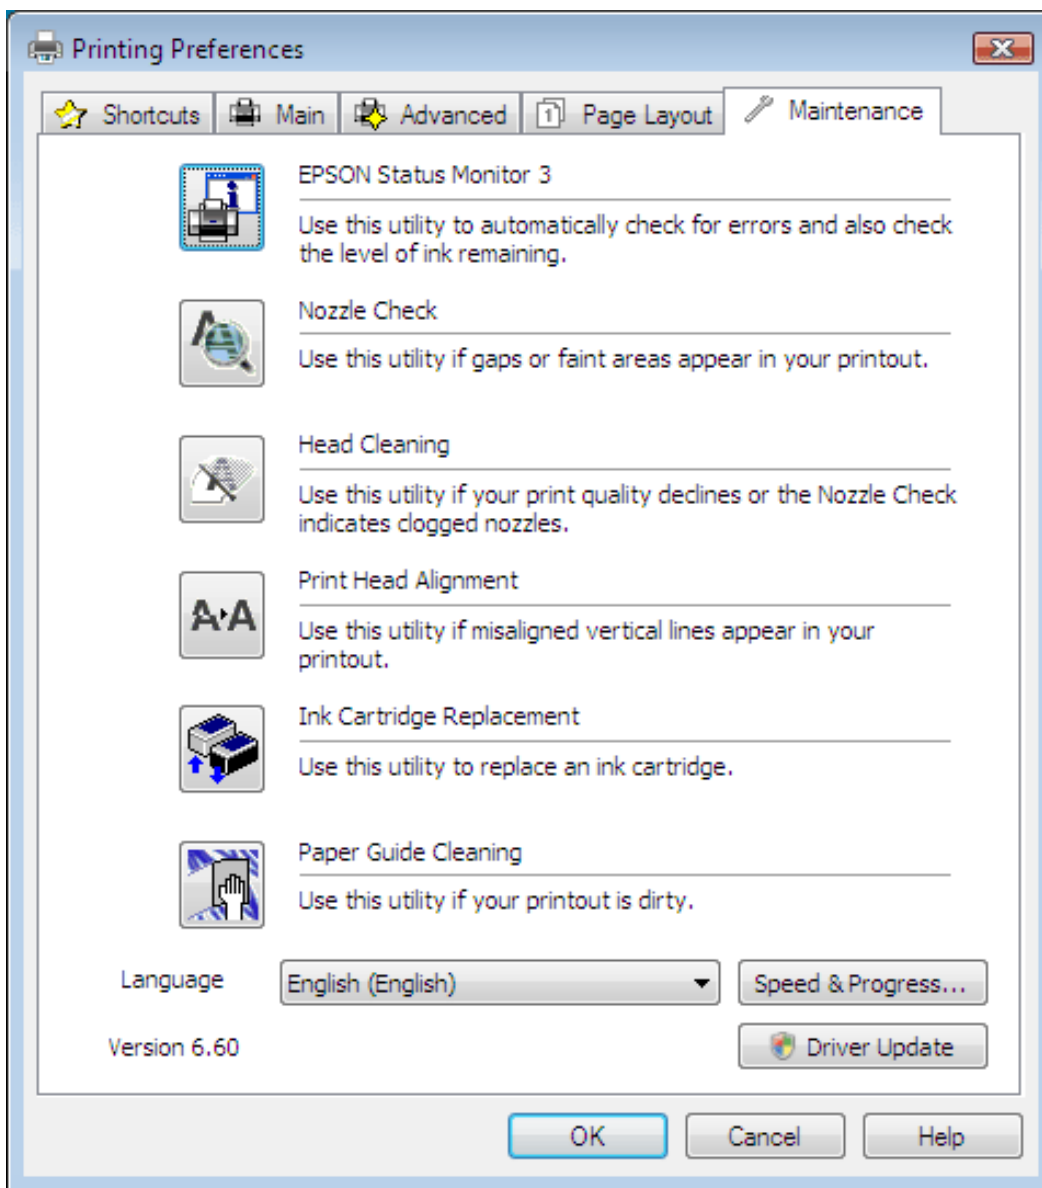 Printing Preferences
Shortcuts Main Advanced 1 Page Layout Maintenance
EPSON Status Monitor 3
Use this utility to automatically check for errors and also check
the level of ink remaining.
Nozzle Check
Use this utility if gaps or faint areas appear in your printout.
Head Cleaning
Use this utility if your print quality declines or the Nozzle Check
indicates clogged nozzles.
Print Head Alignment
A A
Use this utility if misaligned vertical lines appear in your
printout.
Ink Cartridge Replacement
Use this utility to replace an ink cartridge.
Paper Guide Cleaning
Use this utility if your printout is dirty.
Language English (English) Speed & Progress...
Version 6.60 Driver Update
OK Cancel Help